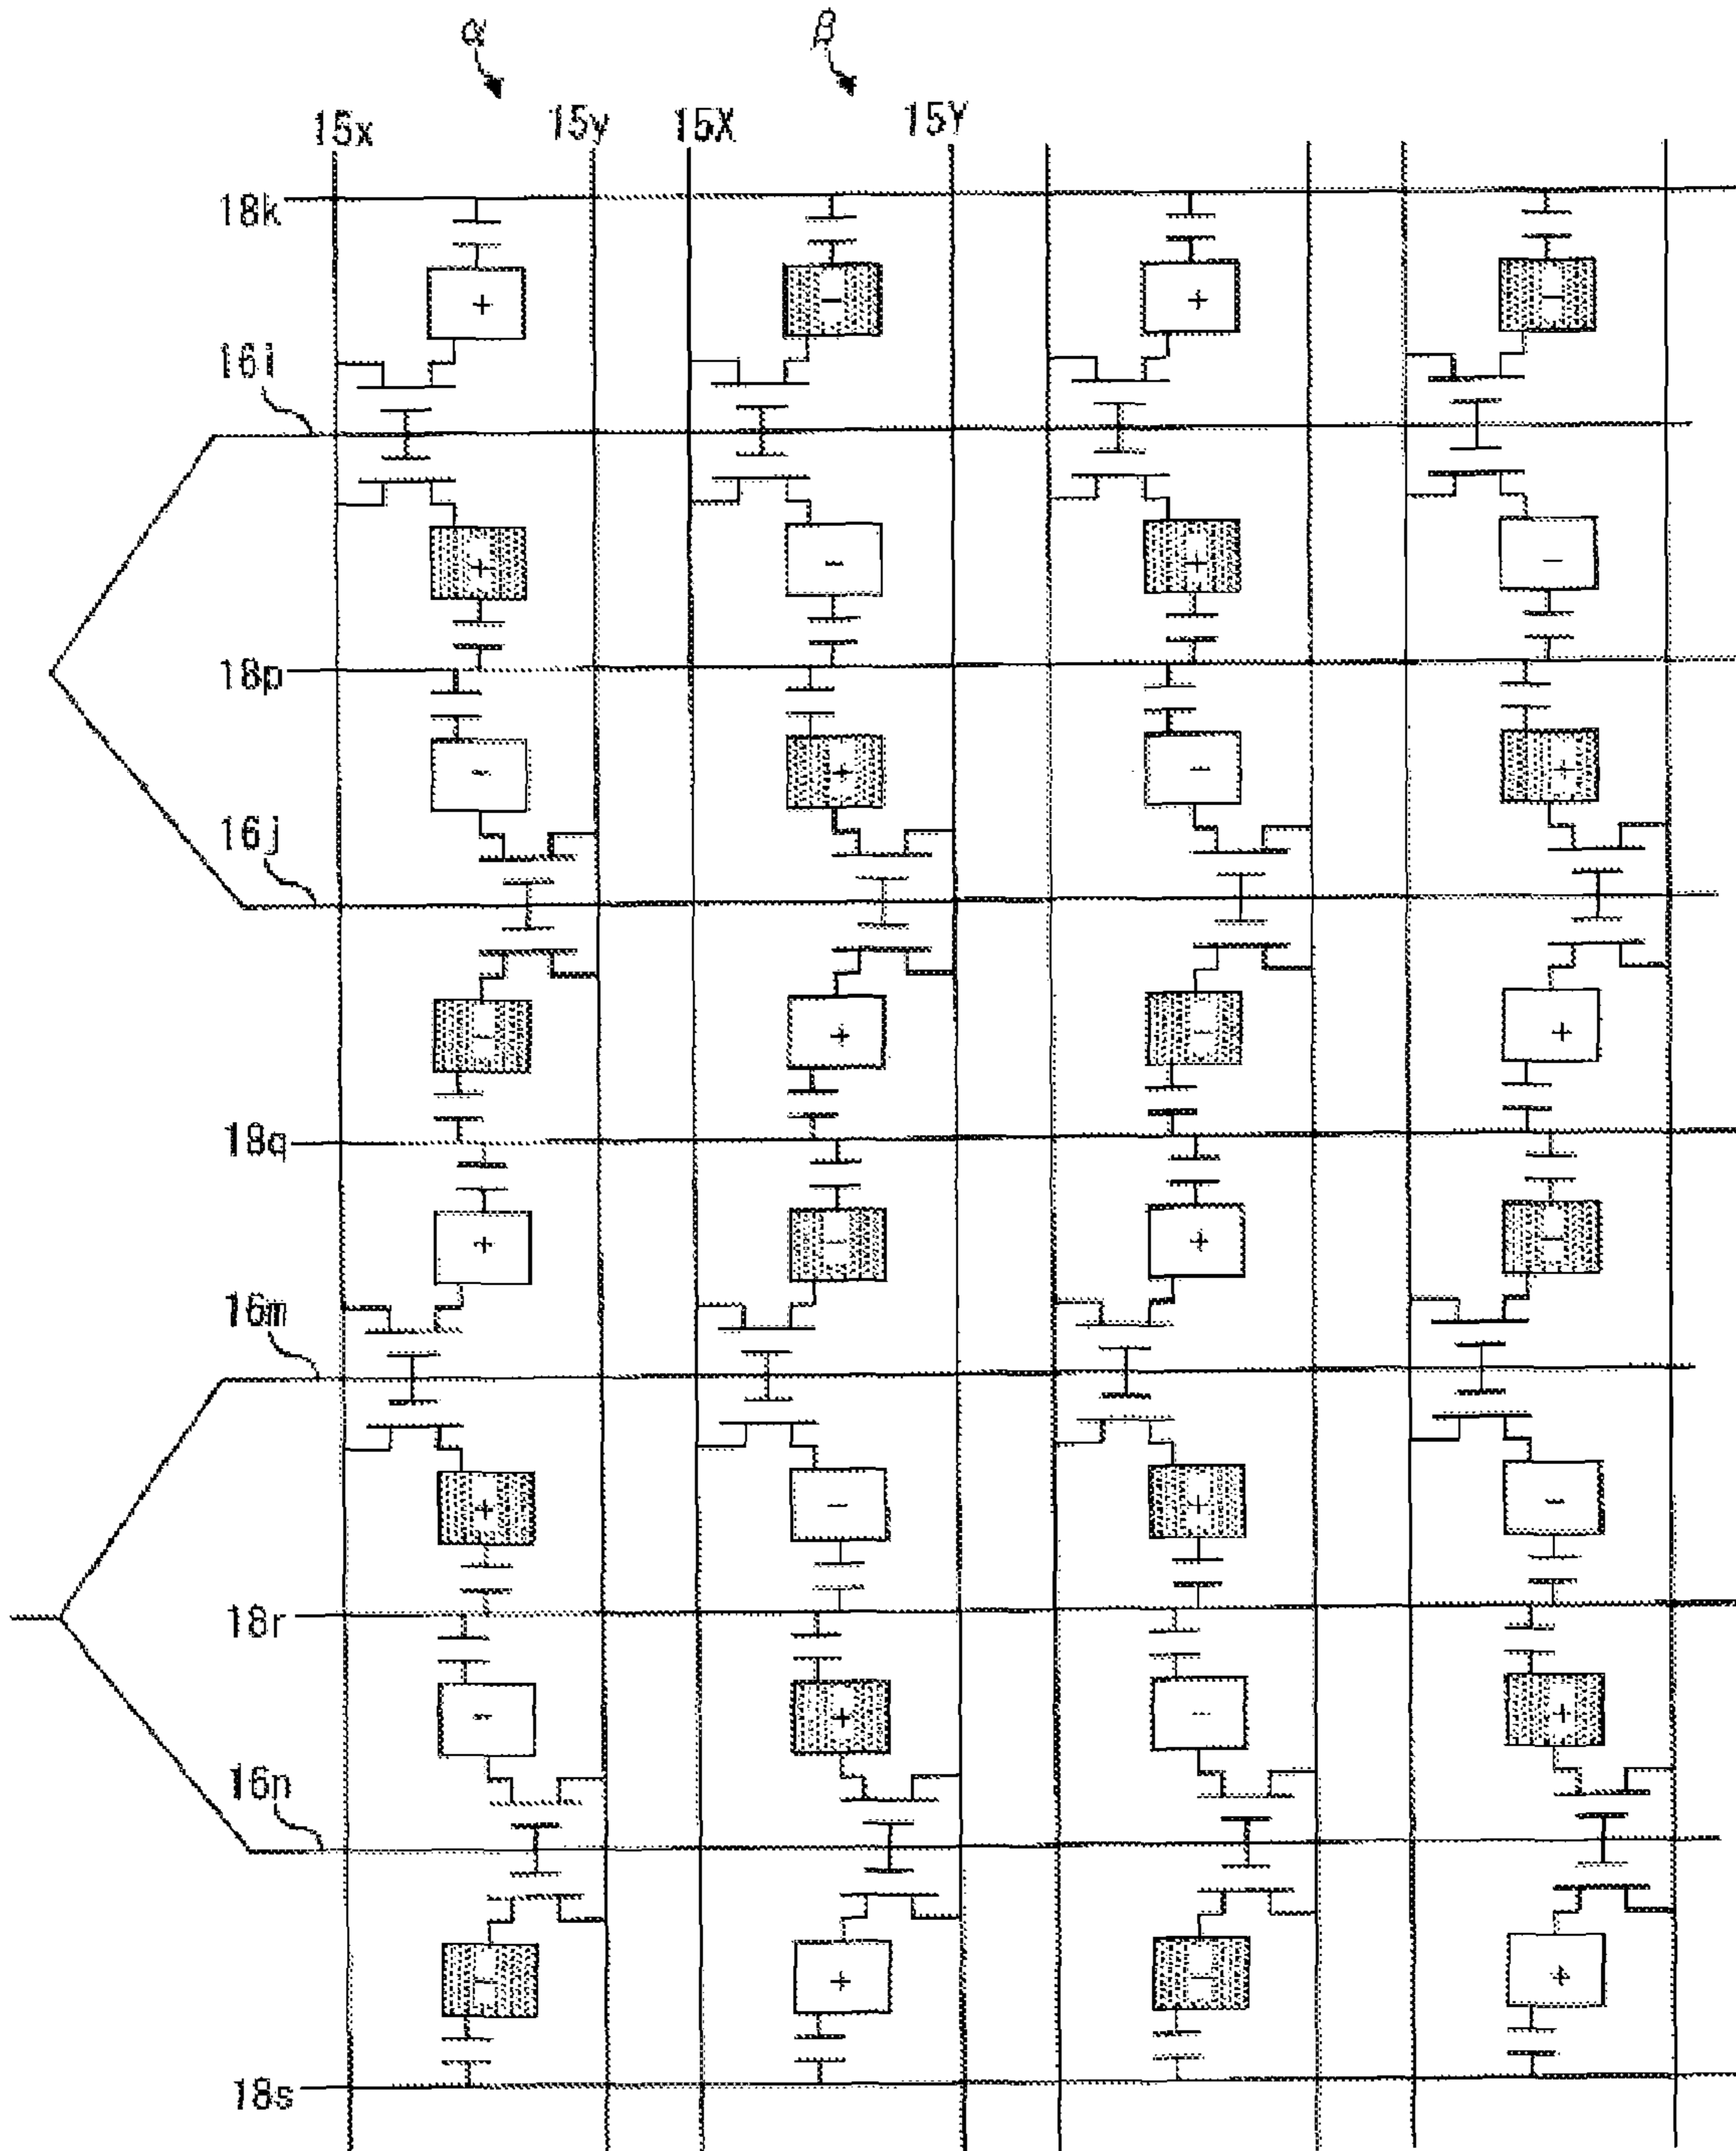 α β
15x 15y 15X 15Y
18k
+ - + -
16i
+ - + -
18p
- + - +
16j
- + - +
18q
+ - + -
16m
+ - + -
18r
- + - +
16n
- + - +
18s